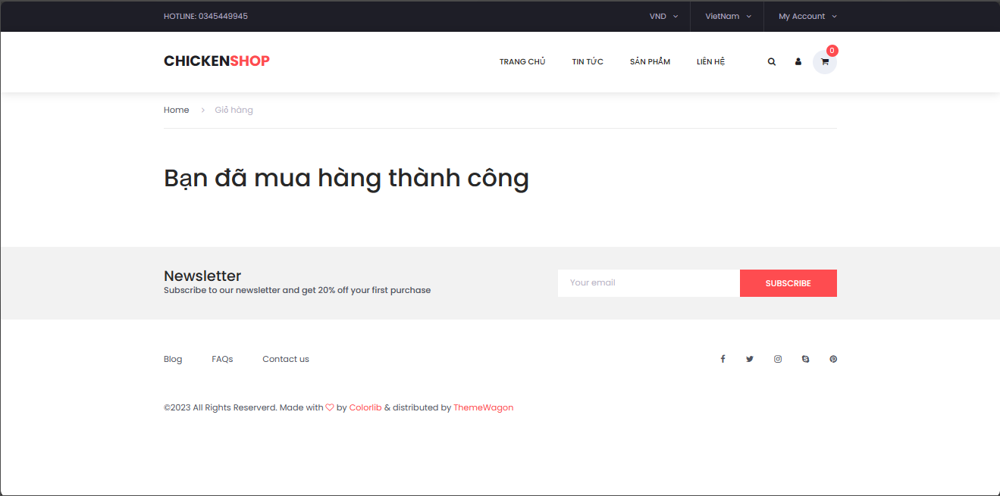 HOTLINE: 0345449945 VND VietNam My Account
CHICKENSHOP TRANG CHỦ TIN TỨC SẢN PHẨM LIÊN HỆ 0
Home Giỏ hàng
Bạn đã mua hàng thành công
Newsletter
Subscribe to our newsletter and get 20% off your first purchase
Your email SUBSCRIBE
Blog FAQs Contact us
©2023 All Rights Reserverd. Made with by Colorlib & distributed by ThemeWagon